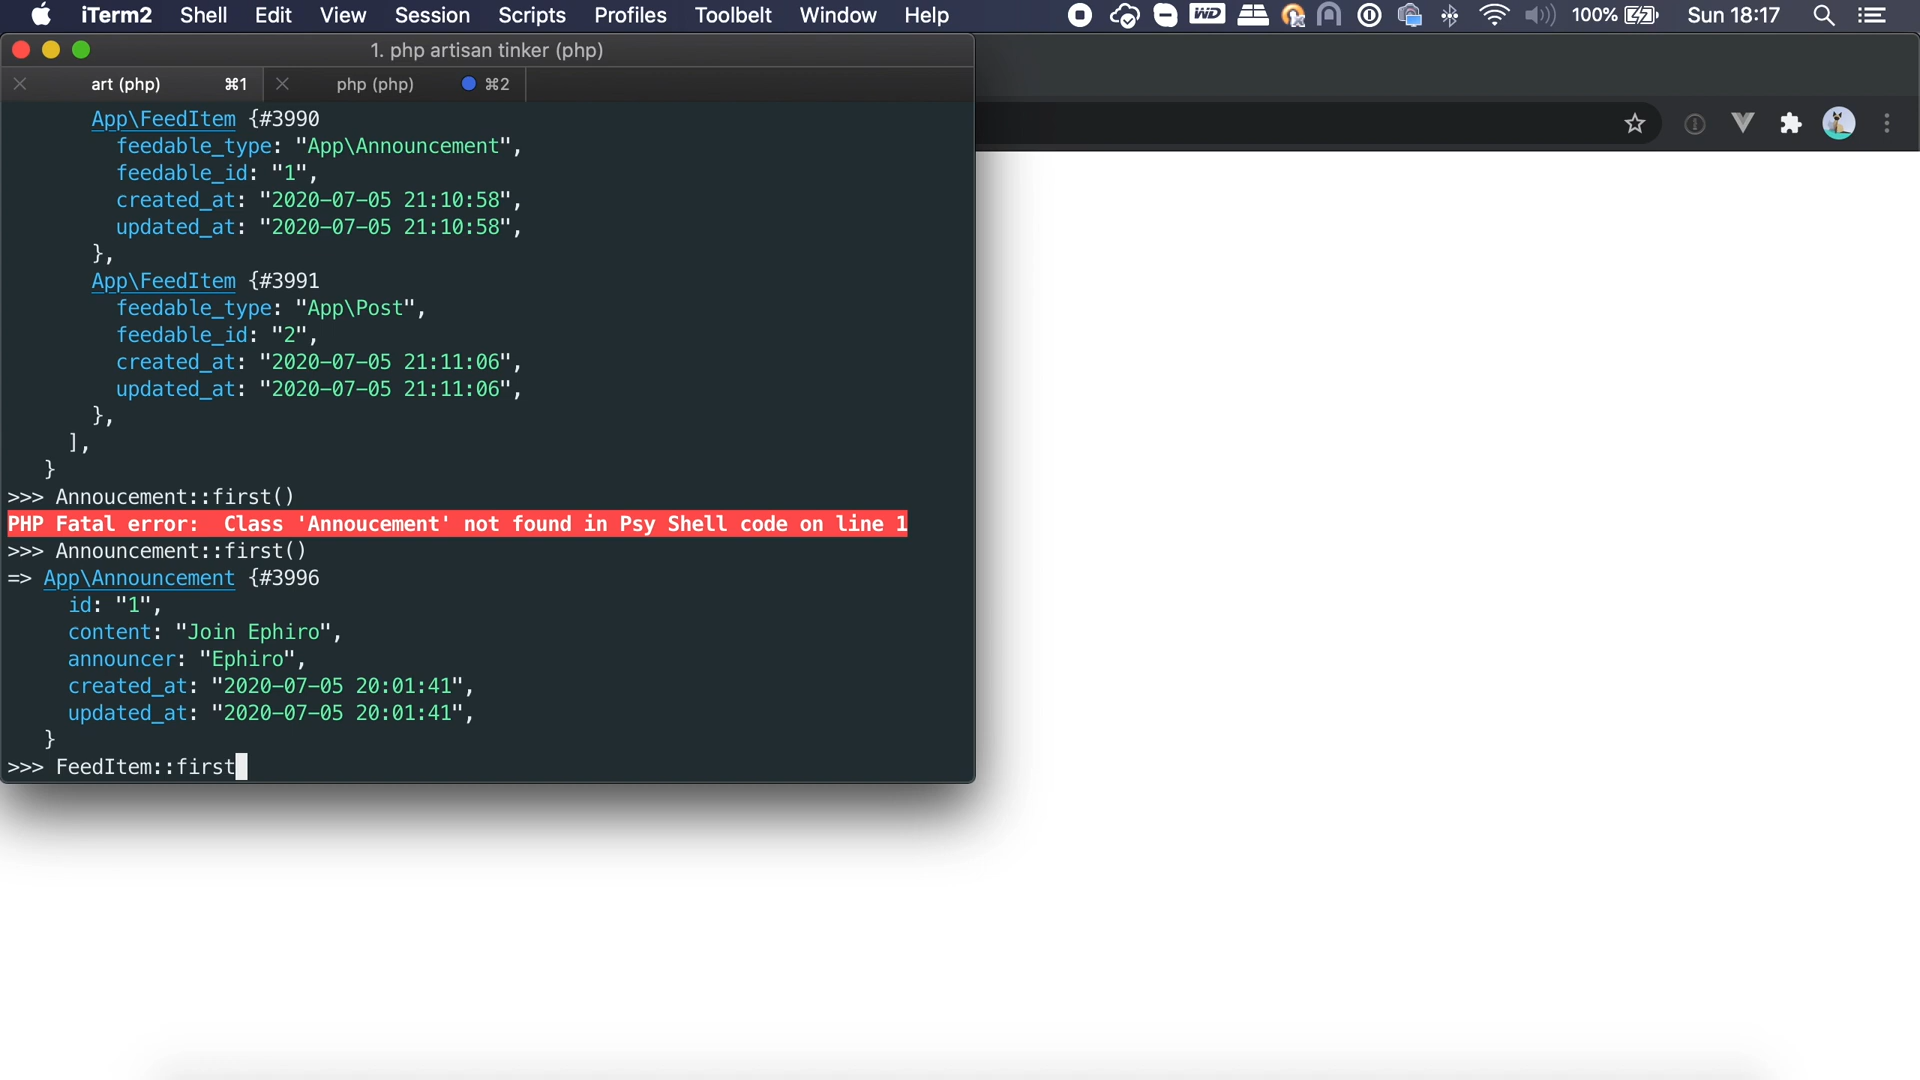 iTerm2 Shell Edit View Session Scripts Profiles Toolbelt Window Help WD 100% Sun 18:17
1. php artisan tinker (php)
art (php) ⌘1 php (php) ⌘2
App\FeedItem {#3990
feedable_type: "App\Announcement",
feedable_id: "1",
created_at: "2020-07-05 21:10:58",
updated_at: "2020-07-05 21:10:58",
},
App\FeedItem {#3991
feedable_type: "App\Post",
feedable_id: "2",
created_at: "2020-07-05 21:11:06",
updated_at: "2020-07-05 21:11:06",
},
],
}
>>> Annoucement::first()
PHP Fatal error:  Class 'Annoucement' not found in Psy Shell code on line 1
>>> Announcement::first()
=> App\Announcement {#3996
id: "1",
content: "Join Ephiro",
announcer: "Ephiro",
created_at: "2020-07-05 20:01:41",
updated_at: "2020-07-05 20:01:41",
}
>>> FeedItem::first